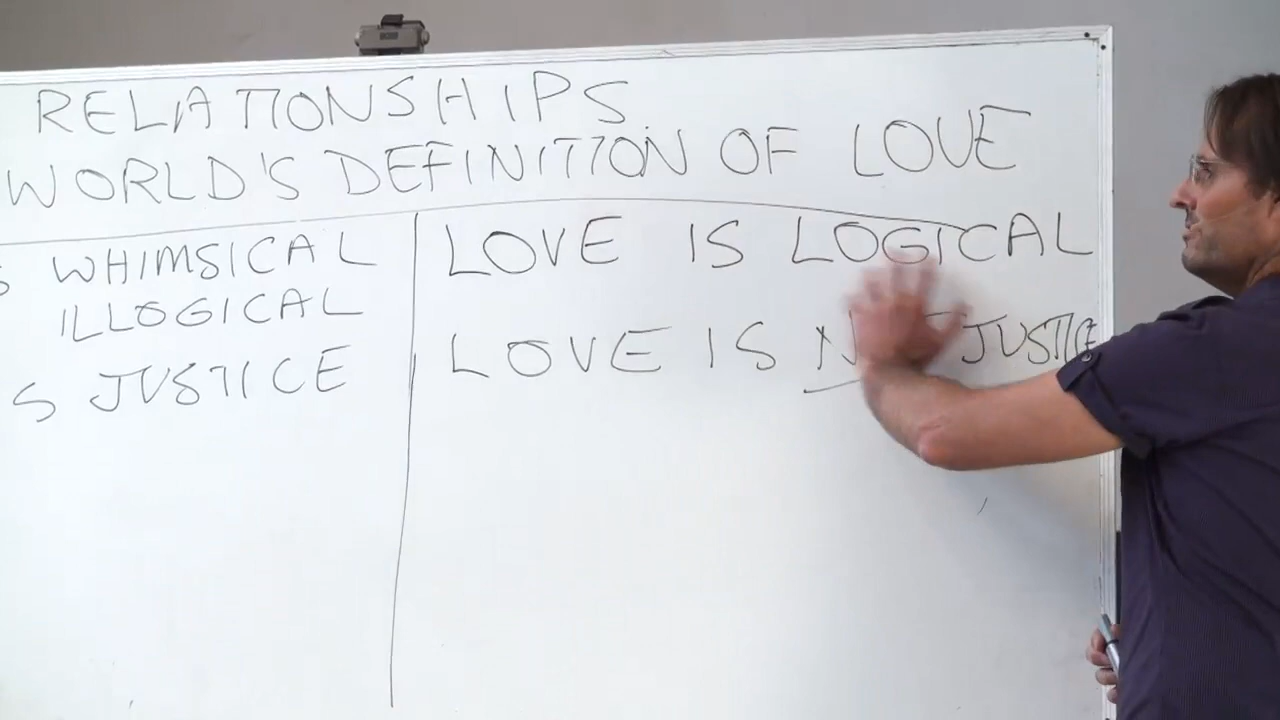 RELATIONSHIPS
WORLD'S DEFINITION OF LOVE
S WHIMSICAL
ILLOGICAL
S JUSTICE
LOVE IS LOGICAL
LOVE IS JUSTICE